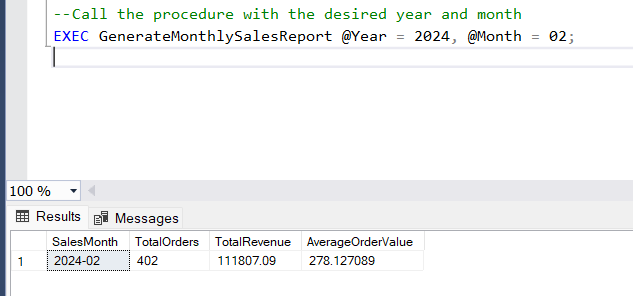 --Call the procedure with the desired year and month
EXEC GenerateMonthlySalesReport @Year = 2024, @Month = 02;
100 %
Results Messages
SalesMonth TotalOrders TotalRevenue AverageOrderValue
1 2024-02 402 111807.09 278.127089